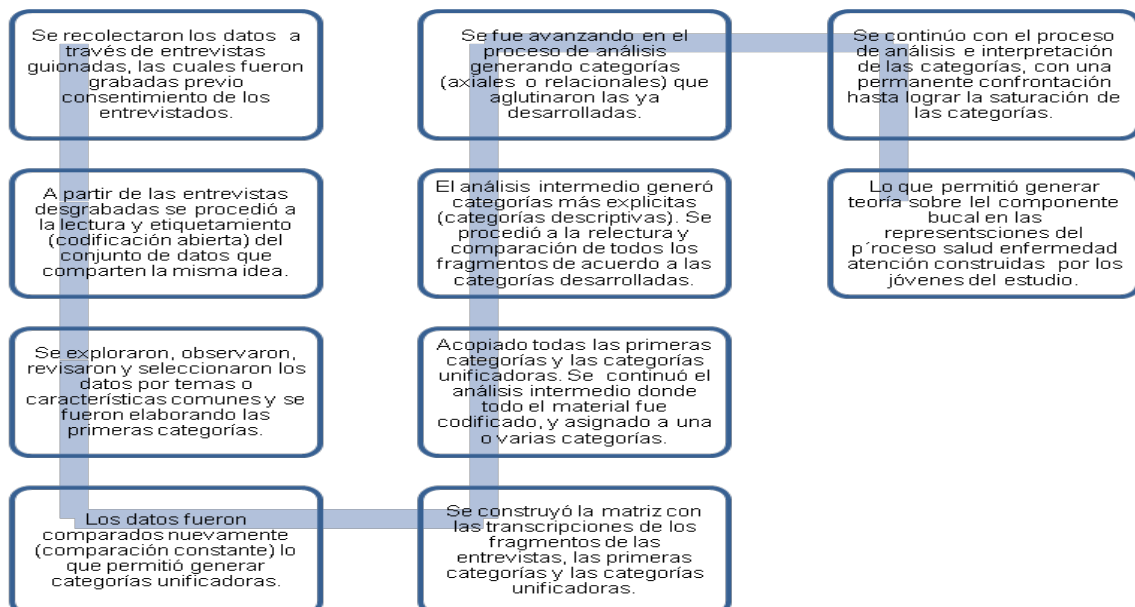 Se recolectaron los datos a
través de entrevistas
guionadas, las cuales fueron
grabadas previo
consentimiento de los
entrevistados.
A partir de las entrevistas
desgrabadas se procedió a
la lectura y etiquetamiento
(codificación abierta) del
conjunto de datos que
comparten la misma idea.
Se exploraron, observaron,
revisaron y seleccionaron los
datos por temas o
características comunes y se
fueron elaborando las
primeras categorías.
Los datos fueron
comparados nuevamente
(comparación constante) lo
que permitió generar
categorías unificadoras.
Se construyó la matriz con
las transcripciones de los
fragmentos de las
entrevistas, las primeras
categorías y las categorías
unificadoras.
Acopiado todas las primeras
categorías y las categorías
unificadoras. Se continuó el
análisis intermedio donde
todo el material fue
codificado, y asignado a una
o varias categorías.
El análisis intermedio generó
categorías más explicitas
(categorías descriptivas). Se
procedió a la relectura y
comparación de todos los
fragmentos de acuerdo a las
categorías desarrolladas.
Se fue avanzando en el
proceso de análisis
generando categorías
(axiales o relacionales) que
aglutinaron las ya
desarrolladas.
Se continúo con el proceso
de análisis e interpretación
de las categorías, con una
permanente confrontación
hasta lograr la saturación de
las categorías.
Lo que permitió generar
teoría sobre lel componente
bucal en las
representsciones del
p´roceso salud enfermedad
atención construidas por los
jóvenes del estudio.